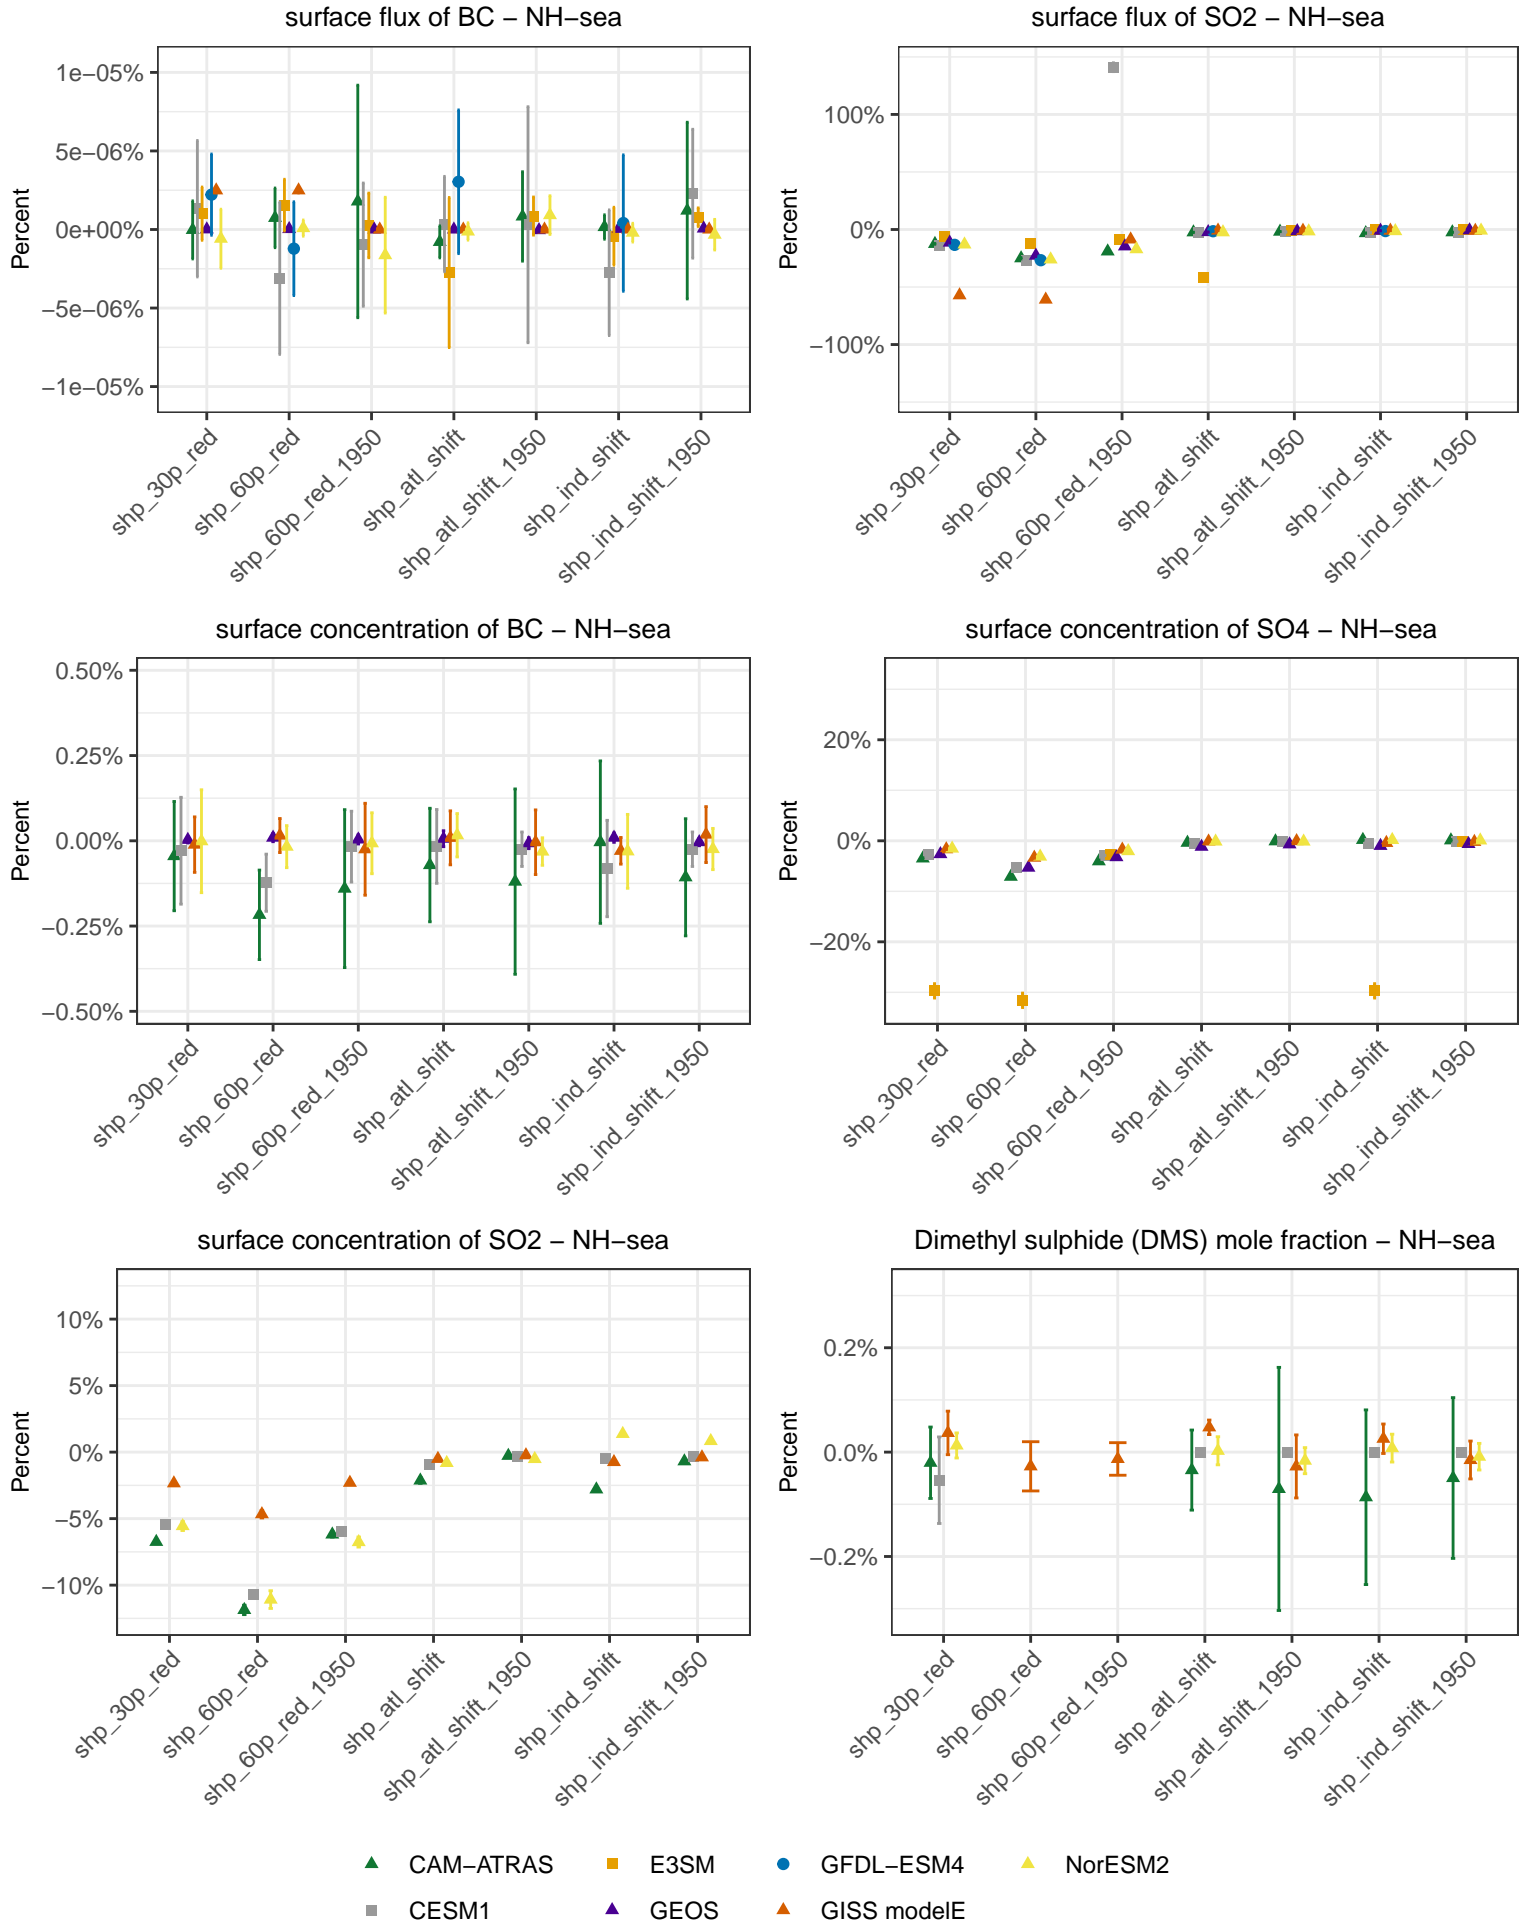 surface flux of BC − NH−sea
Percent
1e−05%
5e−06%
0e+00%
−5e−06%
−1e−05%
shp_30p_red
shp_60p_red
shp_60p_red_1950
shp_atl_shift
shp_atl_shift_1950
shp_ind_shift
shp_ind_shift_1950
surface flux of SO2 − NH−sea
Percent
100%
0%
−100%
shp_30p_red
shp_60p_red
shp_60p_red_1950
shp_atl_shift
shp_atl_shift_1950
shp_ind_shift
shp_ind_shift_1950
surface concentration of BC − NH−sea
Percent
0.50%
0.25%
0.00%
−0.25%
−0.50%
shp_30p_red
shp_60p_red
shp_60p_red_1950
shp_atl_shift
shp_atl_shift_1950
shp_ind_shift
shp_ind_shift_1950
surface concentration of SO4 − NH−sea
Percent
20%
0%
−20%
shp_30p_red
shp_60p_red
shp_60p_red_1950
shp_atl_shift
shp_atl_shift_1950
shp_ind_shift
shp_ind_shift_1950
surface concentration of SO2 − NH−sea
Percent
10%
5%
0%
−5%
−10%
shp_30p_red
shp_60p_red
shp_60p_red_1950
shp_atl_shift
shp_atl_shift_1950
shp_ind_shift
shp_ind_shift_1950
Dimethyl sulphide (DMS) mole fraction − NH−sea
Percent
0.2%
0.0%
−0.2%
shp_30p_red
shp_60p_red
shp_60p_red_1950
shp_atl_shift
shp_atl_shift_1950
shp_ind_shift
shp_ind_shift_1950
CAM−ATRAS
E3SM
GFDL−ESM4
NorESM2
CESM1
GEOS
GISS modelE